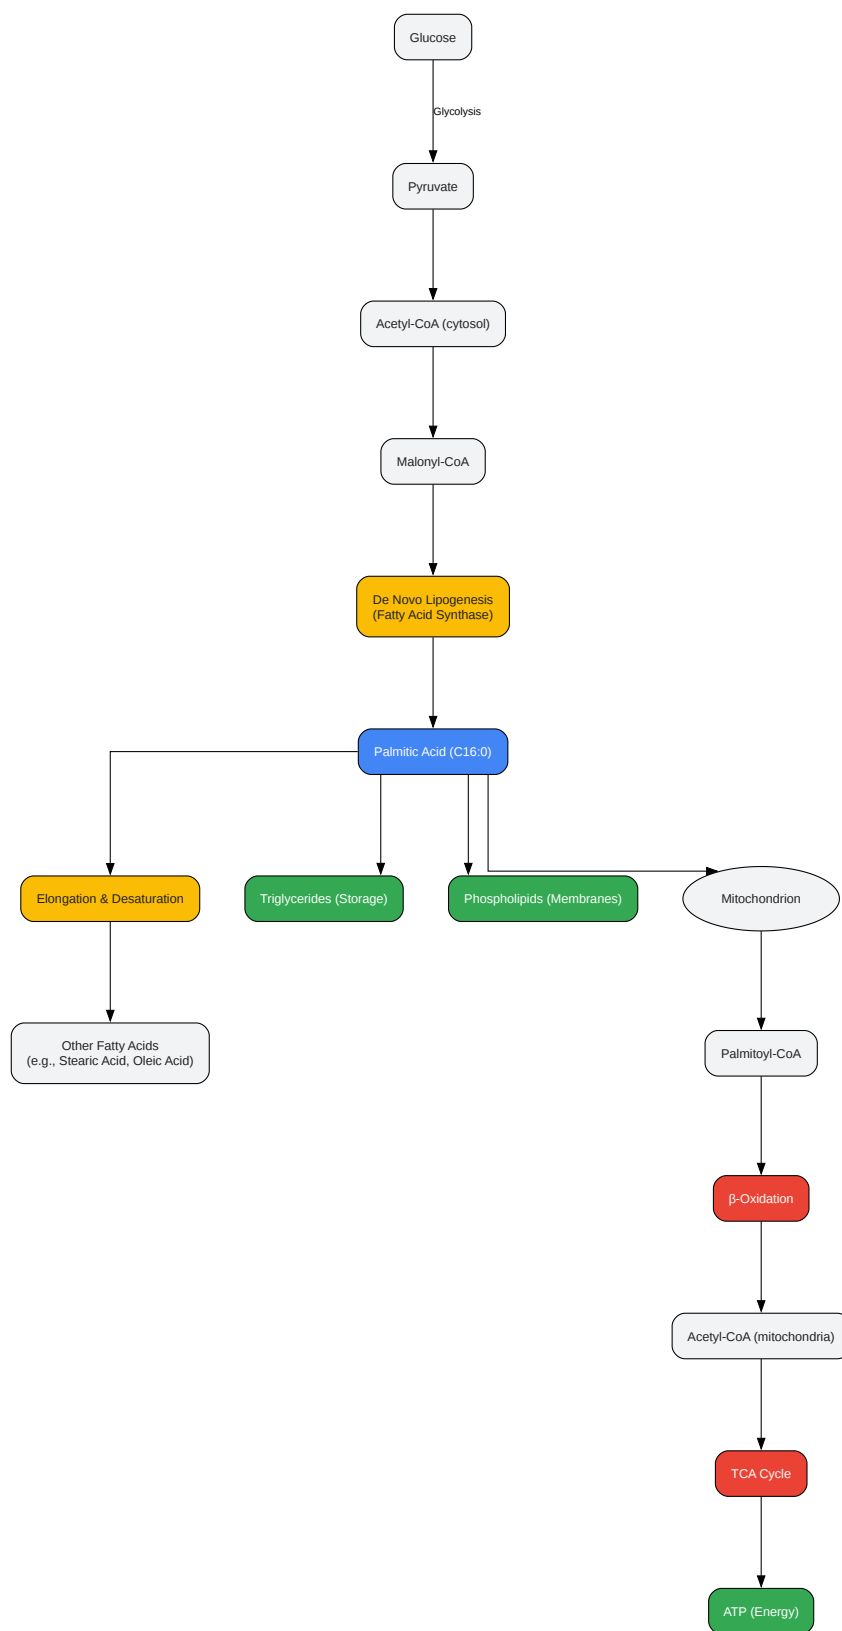 Glucose
Glycolysis
Pyruvate
Acetyl-CoA (cytosol)
Malonyl-CoA
De Novo Lipogenesis
(Fatty Acid Synthase)
Palmitic Acid (C16:0)
Elongation & Desaturation
Triglycerides (Storage)
Phospholipids (Membranes)
Mitochondrion
Other Fatty Acids
(e.g., Stearic Acid, Oleic Acid)
Palmitoyl-CoA
β-Oxidation
Acetyl-CoA (mitochondria)
TCA Cycle
ATP (Energy)